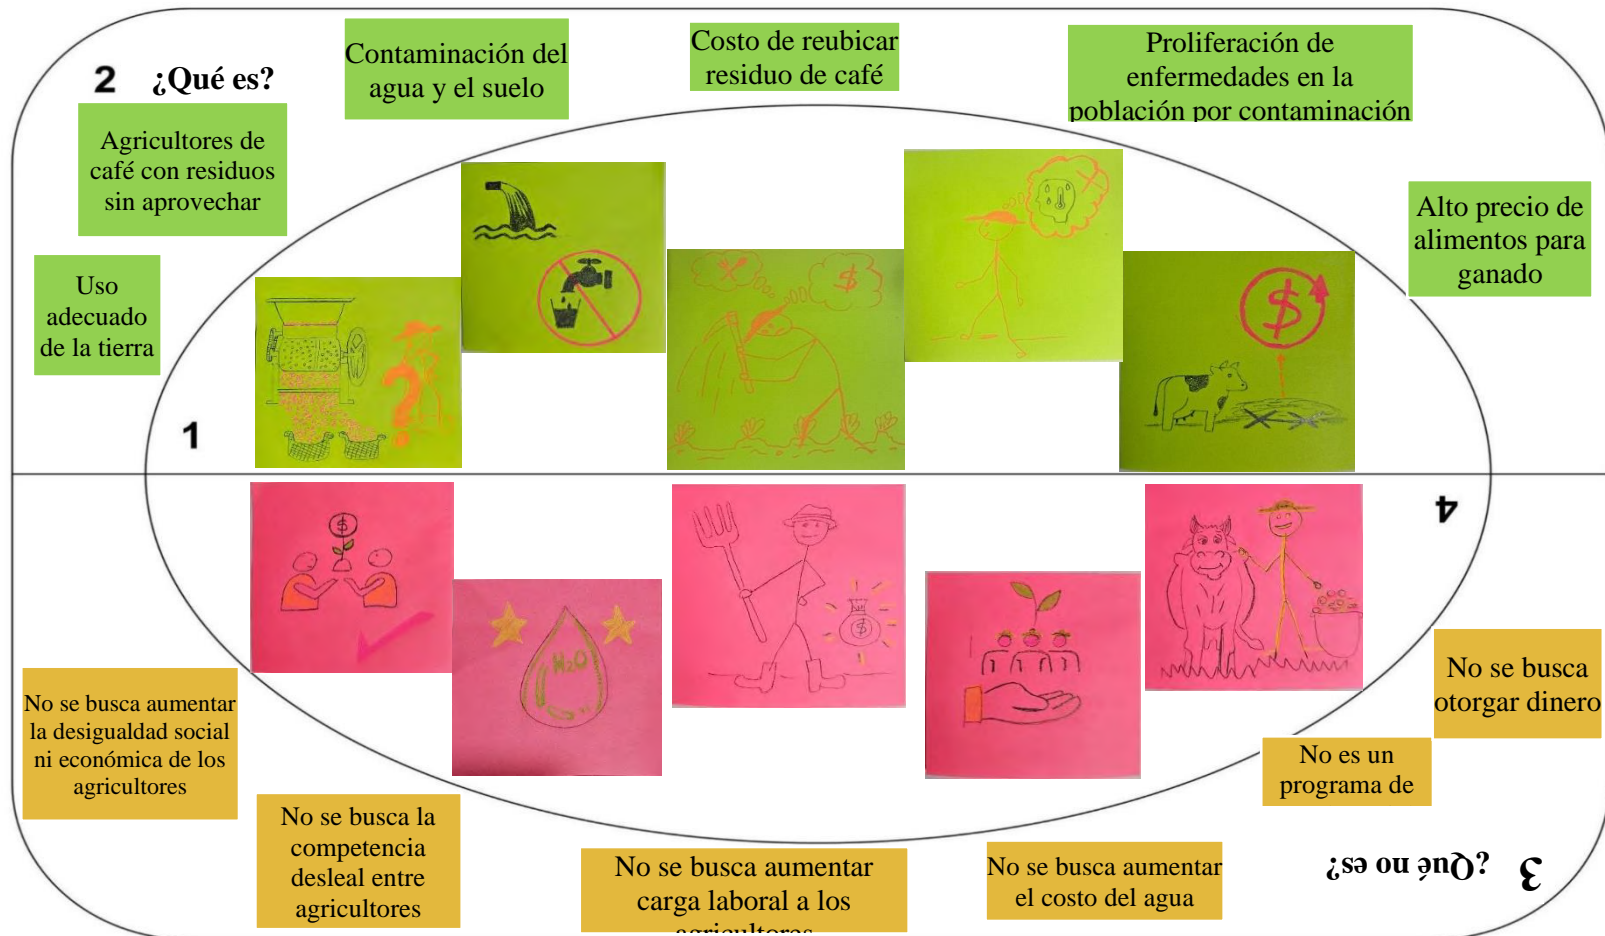 2 ¿Qué es?
Contaminación del
agua y el suelo
Costo de reubicar
residuo de café
Proliferación de
enfermedades en la
población por contaminación
Agricultores de
café con residuos
sin aprovechar
Alto precio de
alimentos para
ganado
Uso
adecuado
de la tierra
$
$
?
1
4
$
H₂O
$
No se busca aumentar
la desigualdad social
ni económica de los
agricultores
No se busca la
competencia
desleal entre
agricultores
No se busca aumentar
carga laboral a los
agricultores
No se busca aumentar
el costo del agua
No es un
programa de
No se busca
otorgar dinero
3 ¿Qué no es?